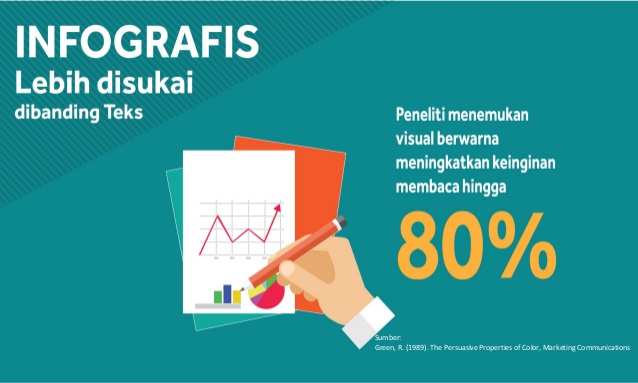 INFOGRAFIS
Lebih disukai
dibanding Teks
Peneliti menemukan
visual berwarna
meningkatkan keinginan
membaca hingga
80%
Sumber:
Green, R. (1989). The Persuasive Properties of Color, Marketing Communications